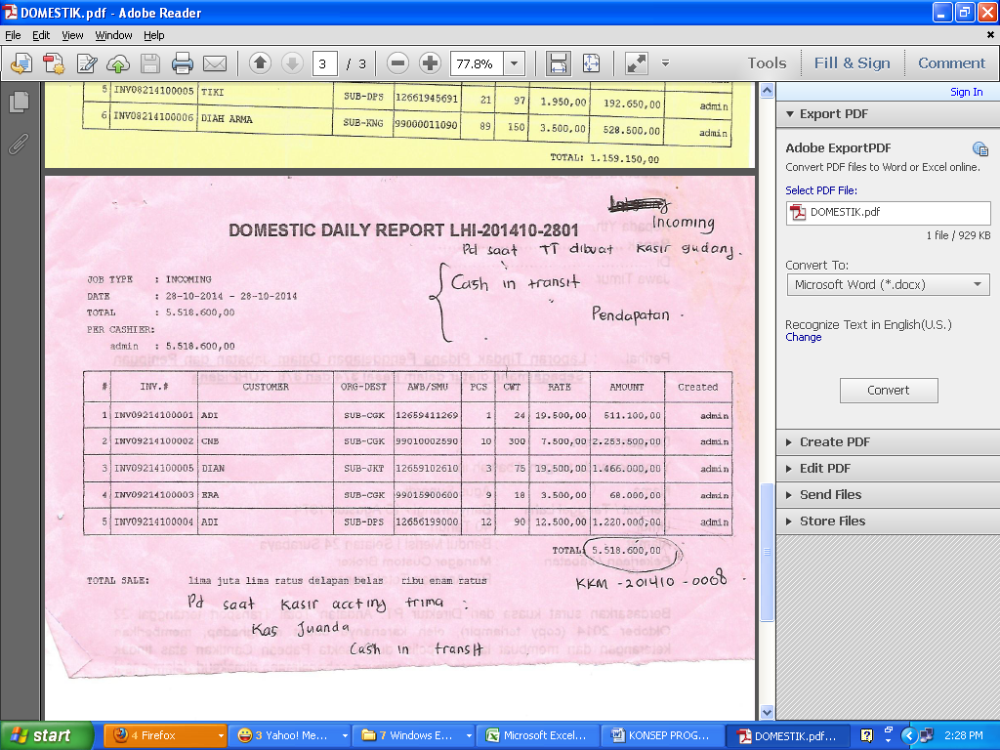 DOMESTIK.pdf - Adobe Reader
File Edit View Window Help
3 / 3 77.8% Tools Fill & Sign Comment
Sign In
5 INV08214100005 TIKI SUB-DPS 12661945691 21 97 1.950,00 192.650,00 admin
6 INV08214100006 DIAH ARMA SUB-KNG 99000011090 89 150 3.500,00 528.500,00 admin
TOTAL: 1.159.150,00
Incoming
DOMESTIC DAILY REPORT LHI-201410-2801
Pd saat TT dibuat kasir gudang.
JOB TYPE : INCOMING
DATE : 28-10-2014 - 28-10-2014
TOTAL : 5.518.600,00
PER CASHIER:
admin : 5.518.600,00
Cash in transit
Pendapatan
# INV.# CUSTOMER ORG-DEST AWB/SMU PCS CWT RATE AMOUNT Created
1 INV09214100001 ADI SUB-CGK 12659411269 1 24 19.500,00 511.100,00 admin
2 INV09214100002 CNB SUB-CGK 99010002590 10 300 7.500,00 2.253.500,00 admin
3 INV09214100005 DIAN SUB-JKT 12659102610 3 75 19.500,00 1.466.000,00 admin
4 INV09214100003 ERA SUB-CGK 99015900600 9 18 3.500,00 68.000,00 admin
5 INV09214100004 ADI SUB-DPS 12656199000 12 90 12.500,00 1.220.000,00 admin
TOTAL: 5.518.600,00
TOTAL SALE: lima juta lima ratus delapan belas ribu enam ratus
KKM - 201410 - 0008
Pd saat kasir accting trima :
Kas Juanda
Cash in transit
Export PDF
Adobe ExportPDF
Convert PDF files to Word or Excel online.
Select PDF File:
DOMESTIK.pdf
1 file / 929 KB
Convert To:
Microsoft Word (*.docx)
Recognize Text in English(U.S.)
Change
Convert
Create PDF
Edit PDF
Send Files
Store Files
start 4 Firefox 3 Yahoo! Me... 7 Windows E... Microsoft Excel... KONSEP PROG... DOMESTIK.pdf... 2:28 PM